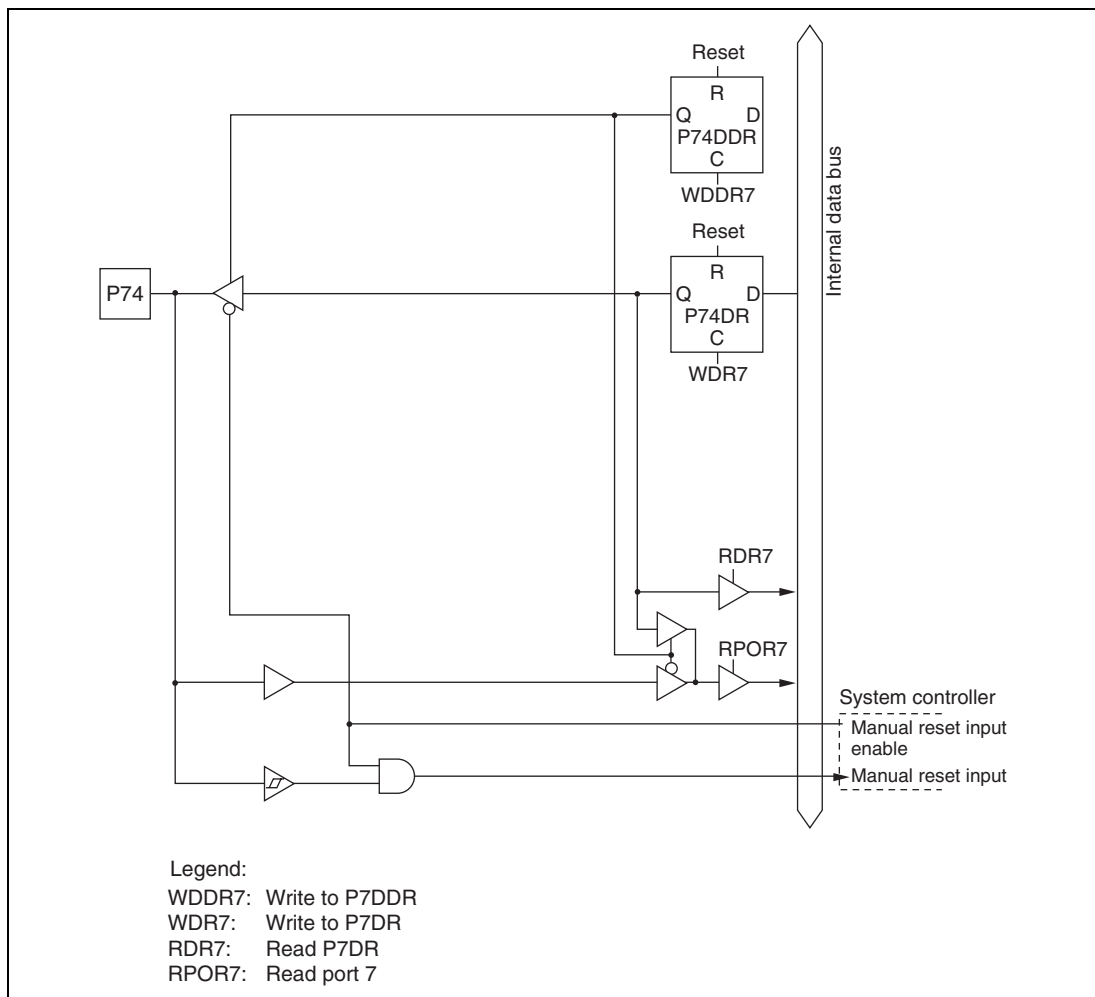 Reset
R
Q D
P74DDR
C
WDDR7
Reset
R
P74
Q D
P74DR
C
WDR7
Internal data bus
RDR7
RPOR7
System controller
Manual reset input
enable
Manual reset input
Legend:
WDDR7: Write to P7DDR
WDR7: Write to P7DR
RDR7: Read P7DR
RPOR7: Read port 7